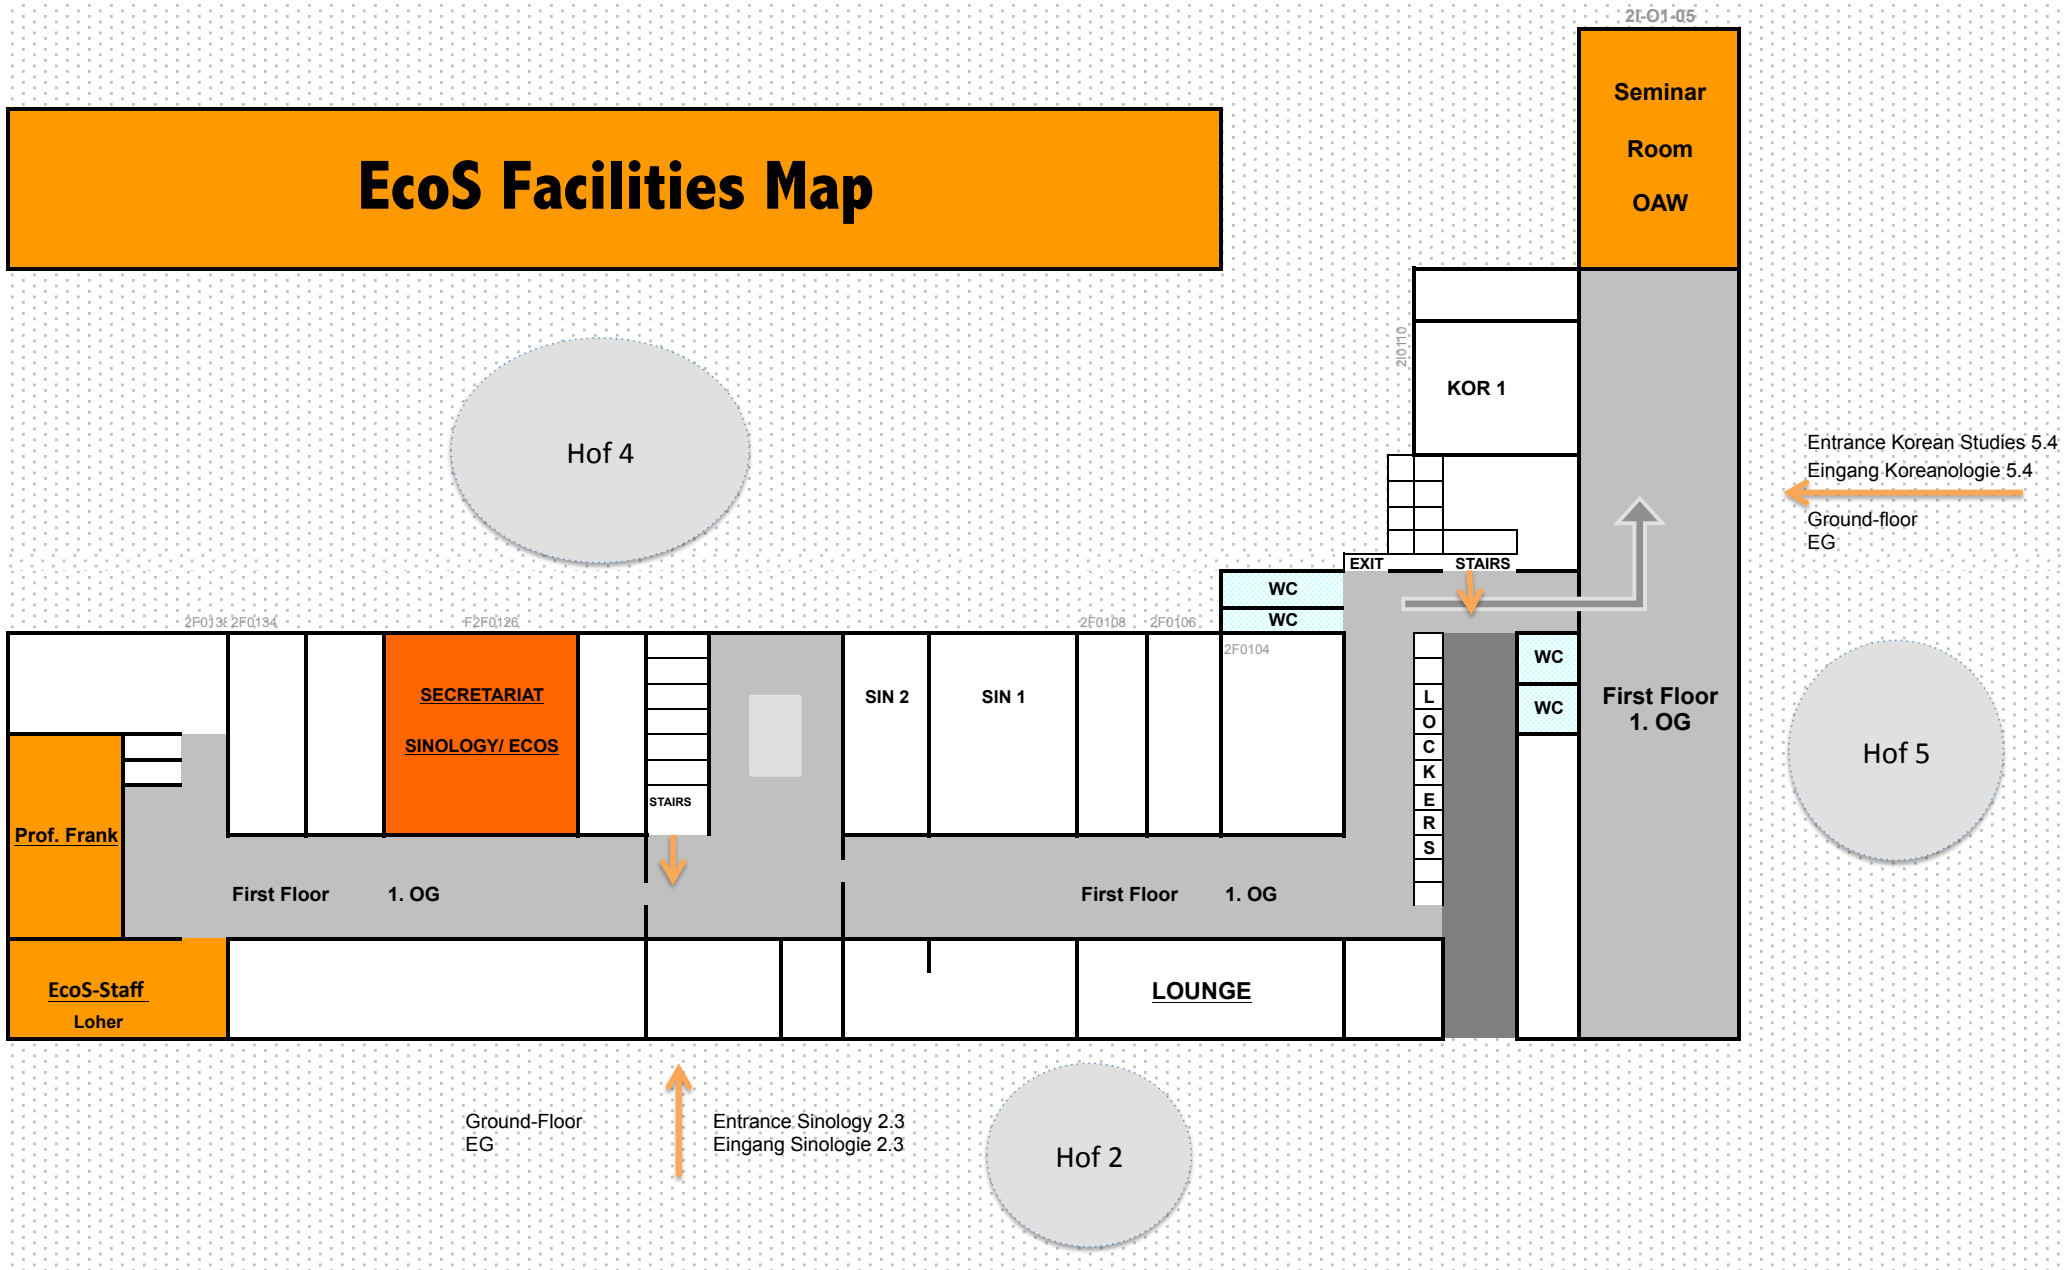 2I-O1-05
Seminar
Room
OAW
EcoS Facilities Map
2I0110
KOR 1
Hof 4
Entrance Korean Studies 5.4
Eingang Koreanologie 5.4
Ground-floor
EG
EXIT
STAIRS
WC
WC
2F0134
F2F0126
2F0108
2F0106
2F0104
SECRETARIAT
SINOLOGY/ ECOS
SIN 2
SIN 1
LOCKERS
WC
WC
First Floor
1. OG
Hof 5
STAIRS
Prof. Frank
First Floor 1. OG
First Floor 1. OG
EcoS-Staff
Loher
LOUNGE
Ground-Floor
EG
Entrance Sinology 2.3
Eingang Sinologie 2.3
Hof 2